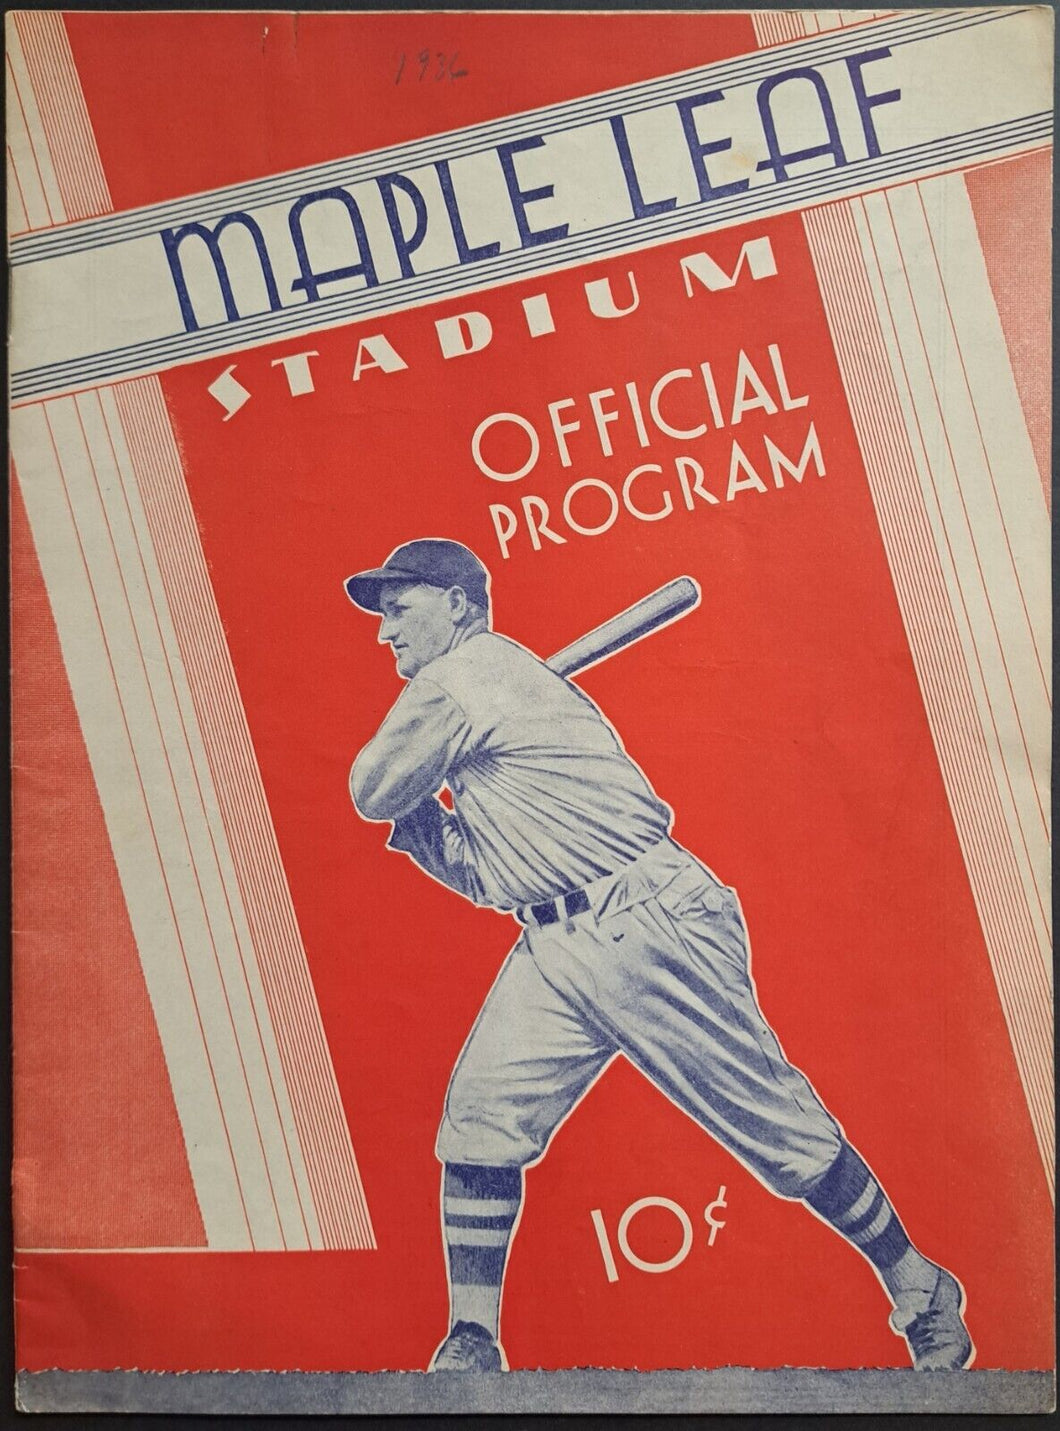 1936
MAPLE LEAF
STADIUM
OFFICIAL
PROGRAM
10¢